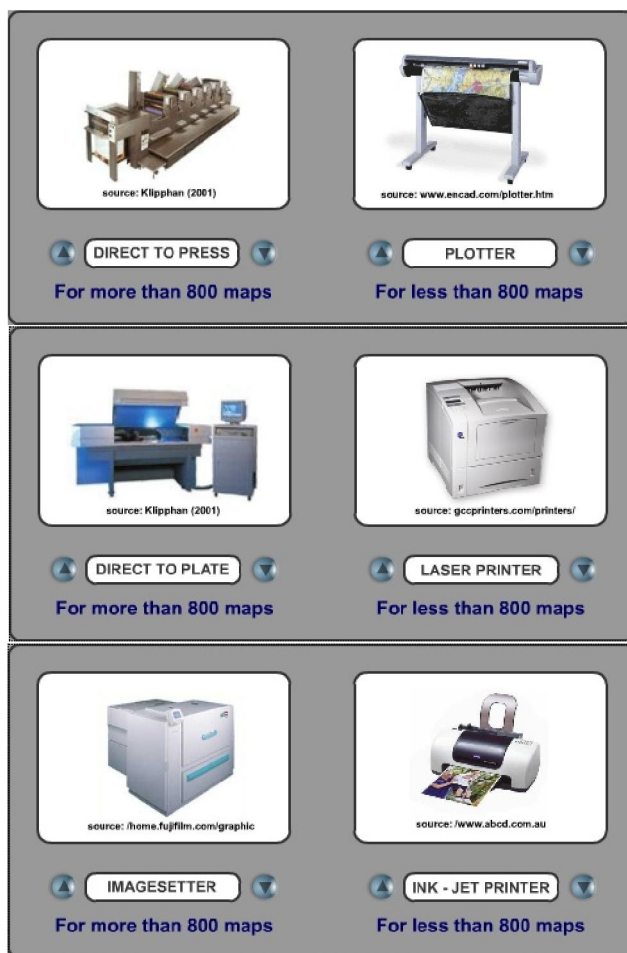 source: Klipphan (2001)
source: www.encad.com/plotter.htm
DIRECT TO PRESS
PLOTTER
For more than 800 maps
For less than 800 maps
source: Klipphan (2001)
source: gccprinters.com/printers/
DIRECT TO PLATE
LASER PRINTER
For more than 800 maps
For less than 800 maps
source: /home.fujifilm.com/graphic
source: /www.abcd.com.au
IMAGESETTER
INK - JET PRINTER
For more than 800 maps
For less than 800 maps